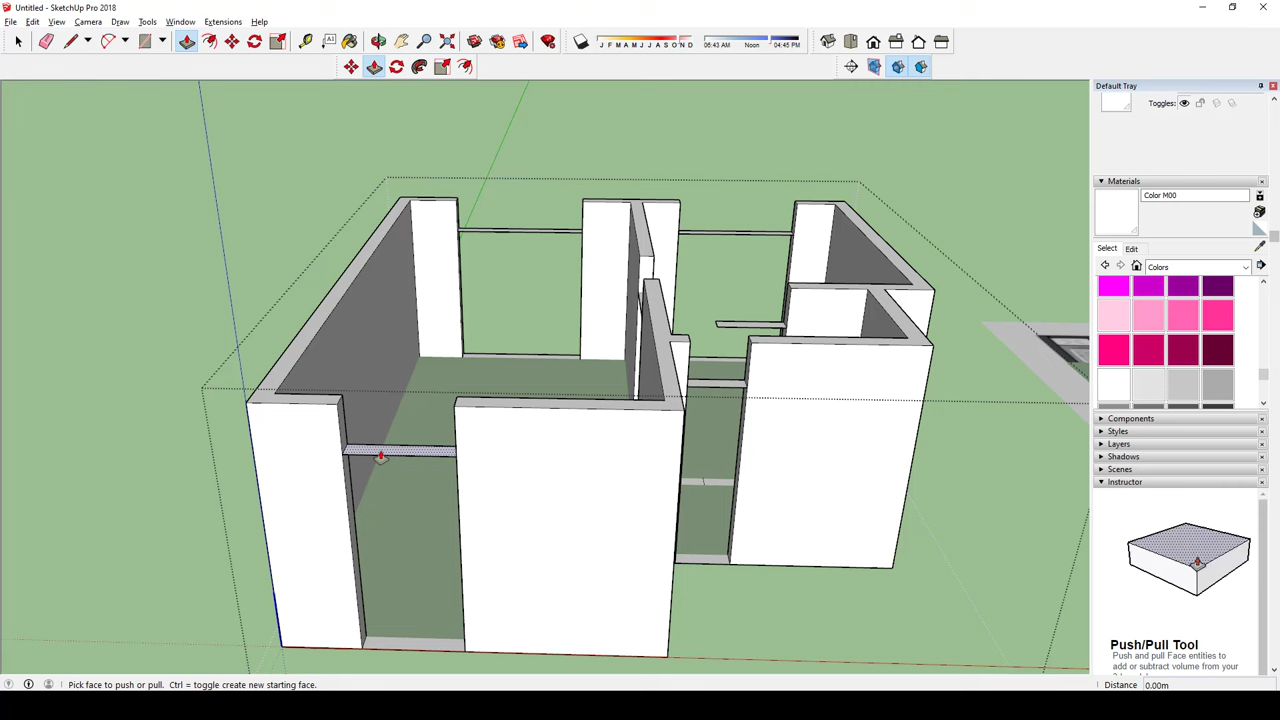 Untitled - SketchUp Pro 2018
File Edit View Camera Draw Tools Window Extensions Help
J F M A M J J A S O N D 06:43 AM Noon 04:45 PM
Default Tray
Toggles:
Materials
Color M00
Select Edit
Colors
Components
Styles
Layers
Shadows
Scenes
Instructor
Push/Pull Tool
Push and pull Face entities to
add or subtract volume from your
Pick face to push or pull. Ctrl = toggle create new starting face.
Distance 0.00m